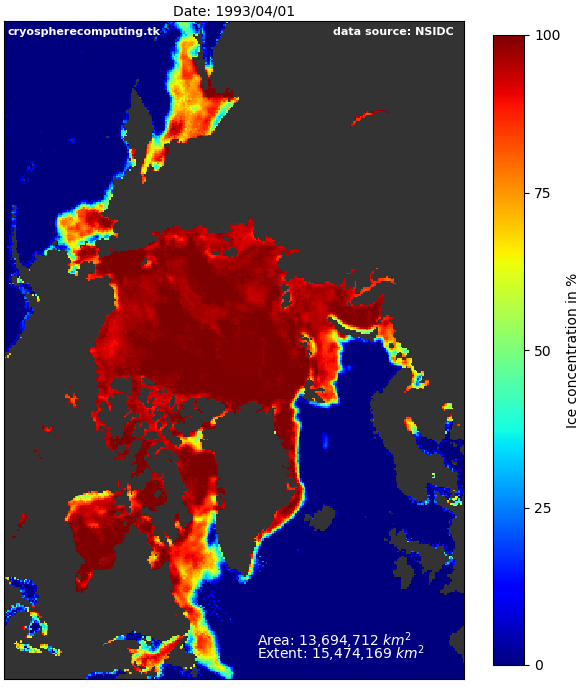 Date: 1993/04/01
cryospherecomputing.tk
data source: NSIDC
100
75
50
25
0
Ice concentration in %
Area: 13,694,712 km²
Extent: 15,474,169 km²